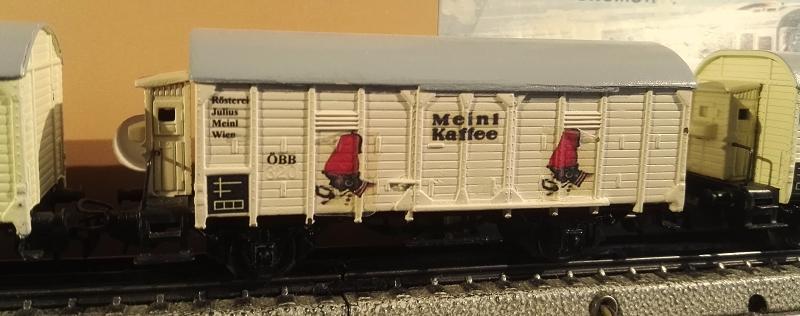 Rösterei
Julius
Meinl
Wien
ÖBB
Meinl
Kaffee